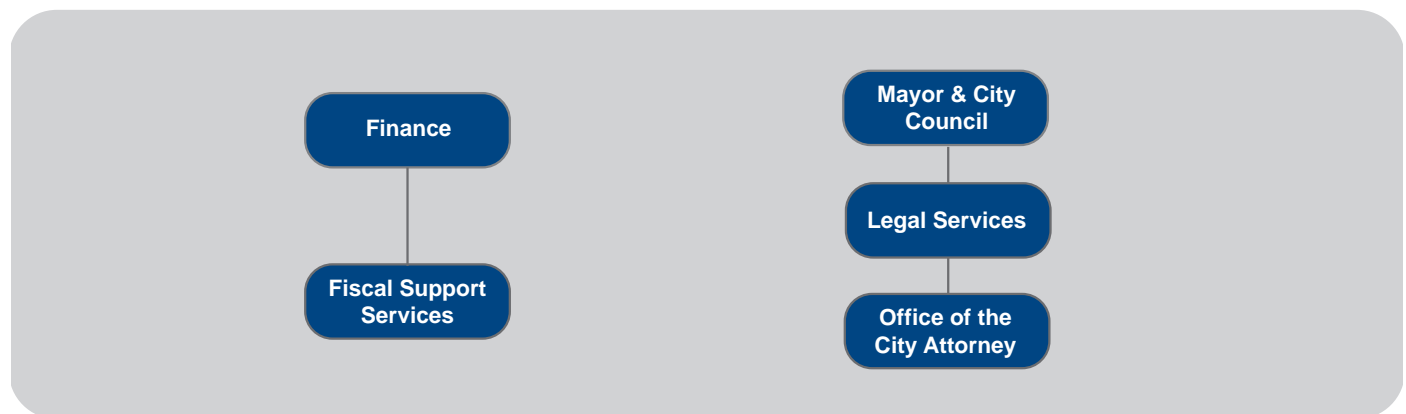 Finance
Fiscal Support
Services
Mayor & City
Council
Legal Services
Office of the
City Attorney